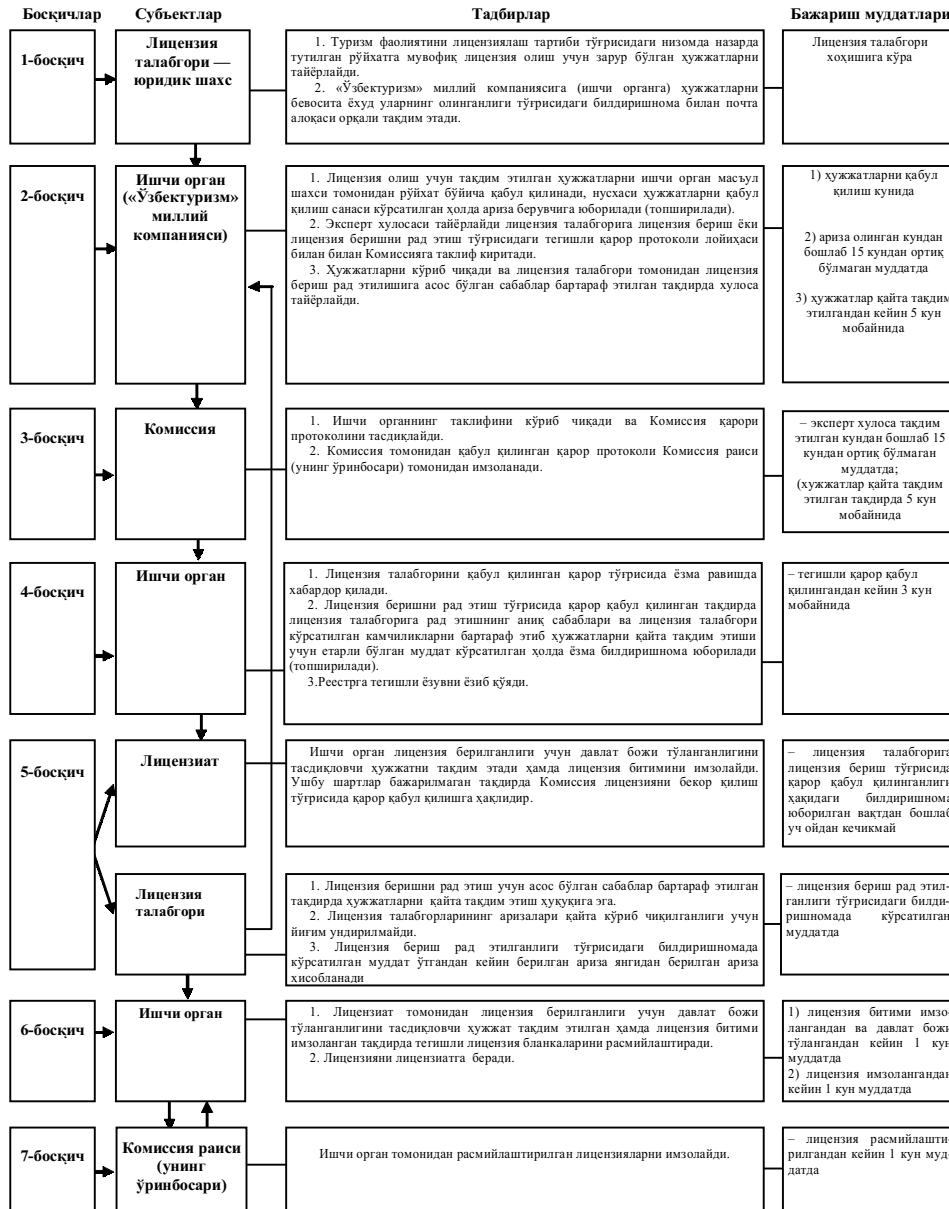 Босқичлар Субъектлар Тадбирлар Бажариш муддатлари
1-босқич
Лицензия
талабгори —
юридик шахс
1. Туризм фаолиятини лицензиялаш тартиби тўғрисидаги низомда назарда
тутилган рўйхатга мувофиқ лицензия олиш учун зарур бўлган ҳужжатларни
тайёрлайди.
2. «Ўзбектуризм» миллий компаниясига (ишчи органга) ҳужжатларни
бевосита ёхуд уларнинг олинганлиги тўғрисидаги билдиришнома билан почта
алоқаси орқали тақдим этади.
Лицензия талабгори
хоҳишига кўра
2-босқич
Ишчи орган
(«Ўзбектуризм»
миллий
компанияси)
1. Лицензия олиш учун тақдим этилган ҳужжатларни ишчи орган масъул
шахси томонидан рўйхат бўйича қабул қилинади, нусхаси ҳужжатларни қабул
қилиш санаси кўрсатилган ҳолда ариза берувчига юборилади (топширилади).
2. Эксперт хулосаси тайёрлайди лицензия талабгорига лицензия бериш ёки
лицензия беришни рад этиш тўғрисидаги тегишли қарор протоколи лойиҳаси
билан билан Комиссияга таклиф киритади.
3. Ҳужжатларни кўриб чиқади ва лицензия талабгори томонидан лицензия
бериш рад этилишига асос бўлган сабаблар бартараф этилган тақдирда хулоса
тайёрлайди.
1) ҳужжатларни қабул
қилиш кунида
2) ариза олинган кундан
бошлаб 15 кундан ортиқ
бўлмаган муддатда
3) ҳужжатлар қайта тақдим
этилгандан кейин 5 кун
мобайнида
3-босқич
Комиссия
1. Ишчи органнинг таклифини кўриб чиқади ва Комиссия қарори
протоколини тасдиқлайди.
2. Комиссия томонидан қабул қилинган қарор протоколи Комиссия раиси
(унинг ўринбосари) томонидан имзоланади.
– эксперт хулоса тақдим
этилган кундан бошлаб 15
кундан ортиқ бўлмаган
муддатда;
(хужжатлар қайта тақдим
этилган тақдирда 5 кун
мобайнида
4-босқич
Ишчи орган
1. Лицензия талабгорини қабул қилинган қарор тўғрисида ёзма равишда
хабардор қилади.
2. Лицензия беришни рад этиш тўғрисида қарор қабул қилинган тақдирда
лицензия талабгорига рад этишнинг аниқ сабаблари ва лицензия талабгори
кўрсатилган камчиликларни бартараф этиб ҳужжатларни қайта тақдим этиши
учун етарли бўлган муддат кўрсатилган ҳолда ёзма билдиришнома юборилади
(топширилади).
3.Реестрга тегишли ёзувни ёзиб қўяди.
– тегишли қарор қабул
қилингандан кейин 3 кун
мобайнида
5-босқич
Лицензиат
Ишчи орган лицензия берилганлиги учун давлат божи тўланганлигини
тасдиқловчи ҳужжатни тақдим этади ҳамда лицензия битимини имзолайди.
Ушбу шартлар бажарилмаган тақдирда Комиссия лицензияни бекор қилиш
тўғрисида қарор қабул қилишга ҳақлидир.
– лицензия талабгорига
лицензия бериш тўғрисида
қарор қабул қилинганлиги
ҳақидаги билдиришнома
юборилган вақтдан бошлаб
уч ойдан кечикмай
Лицензия
талабгори
1. Лицензия беришни рад этиш учун асос бўлган сабаблар бартараф этилган
тақдирда ҳужжатларни қайта тақдим этиш ҳуқуқига эга.
2. Лицензия талабгорларининг аризалари қайта кўриб чиқилганлиги учун
йиғим ундирилмайди.
3. Лицензия бериш рад этилганлиги тўғрисидаги билдиришномада
кўрсатилган муддат ўтгандан кейин берилган ариза янгидан берилган ариза
хисобланади
– лицензия бериш рад этил-
ганлиги тўғрисидаги билди-
ришномада кўрсатилган
муддатда
6-босқич
Ишчи орган
1. Лицензиат томонидан лицензия берилганлиги учун давлат божи
тўланганлигини тасдиқловчи ҳужжат тақдим этилган ҳамда лицензия битими
имзоланган тақдирда тегишли лицензия бланкаларини расмийлаштиради.
2. Лицензияни лицензиатга беради.
1) лицензия битими имзо-
лангандан ва давлат божи
тўлангандан кейин 1 кун
муддатда
2) лицензия имзолангандан
кейин 1 кун муддатда
7-босқич
Комиссия раиси
(унинг
ўринбосари)
Ишчи орган томонидан расмийлаштирилган лицензияларни имзолайди.
– лицензия расмийлашти-
рилгандан кейин 1 кун муд-
датда